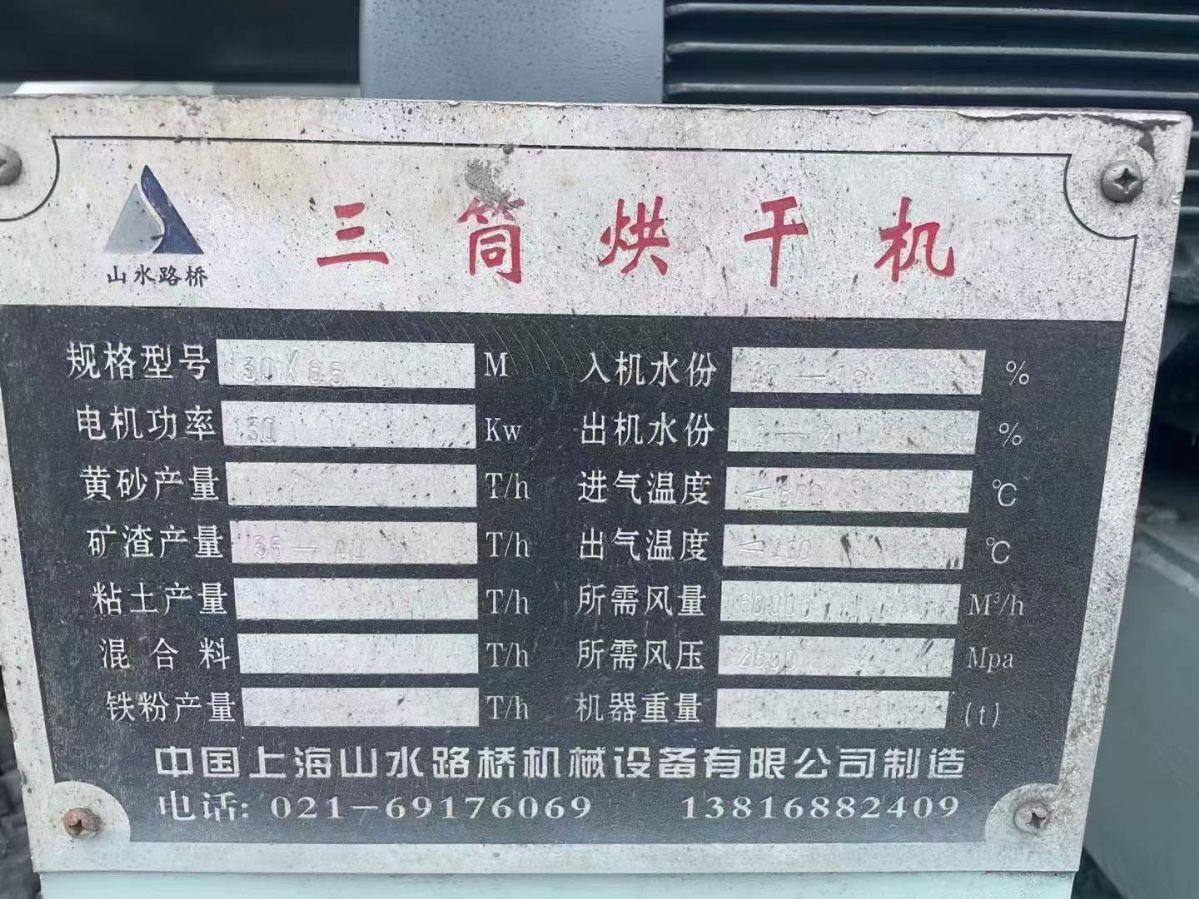 山水路桥
三筒烘干机
规格型号 M 入机水份 %
电机功率 Kw 出机水份 %
黄砂产量 T/h 进气温度 ℃
矿渣产量 35—40 T/h 出气温度 ℃
粘土产量 T/h 所需风量 M³/h
混合料 T/h 所需风压 Mpa
铁粉产量 T/h 机器重量 (t)
中国上海山水路桥机械设备有限公司制造
电话: 021-69176069 13816882409